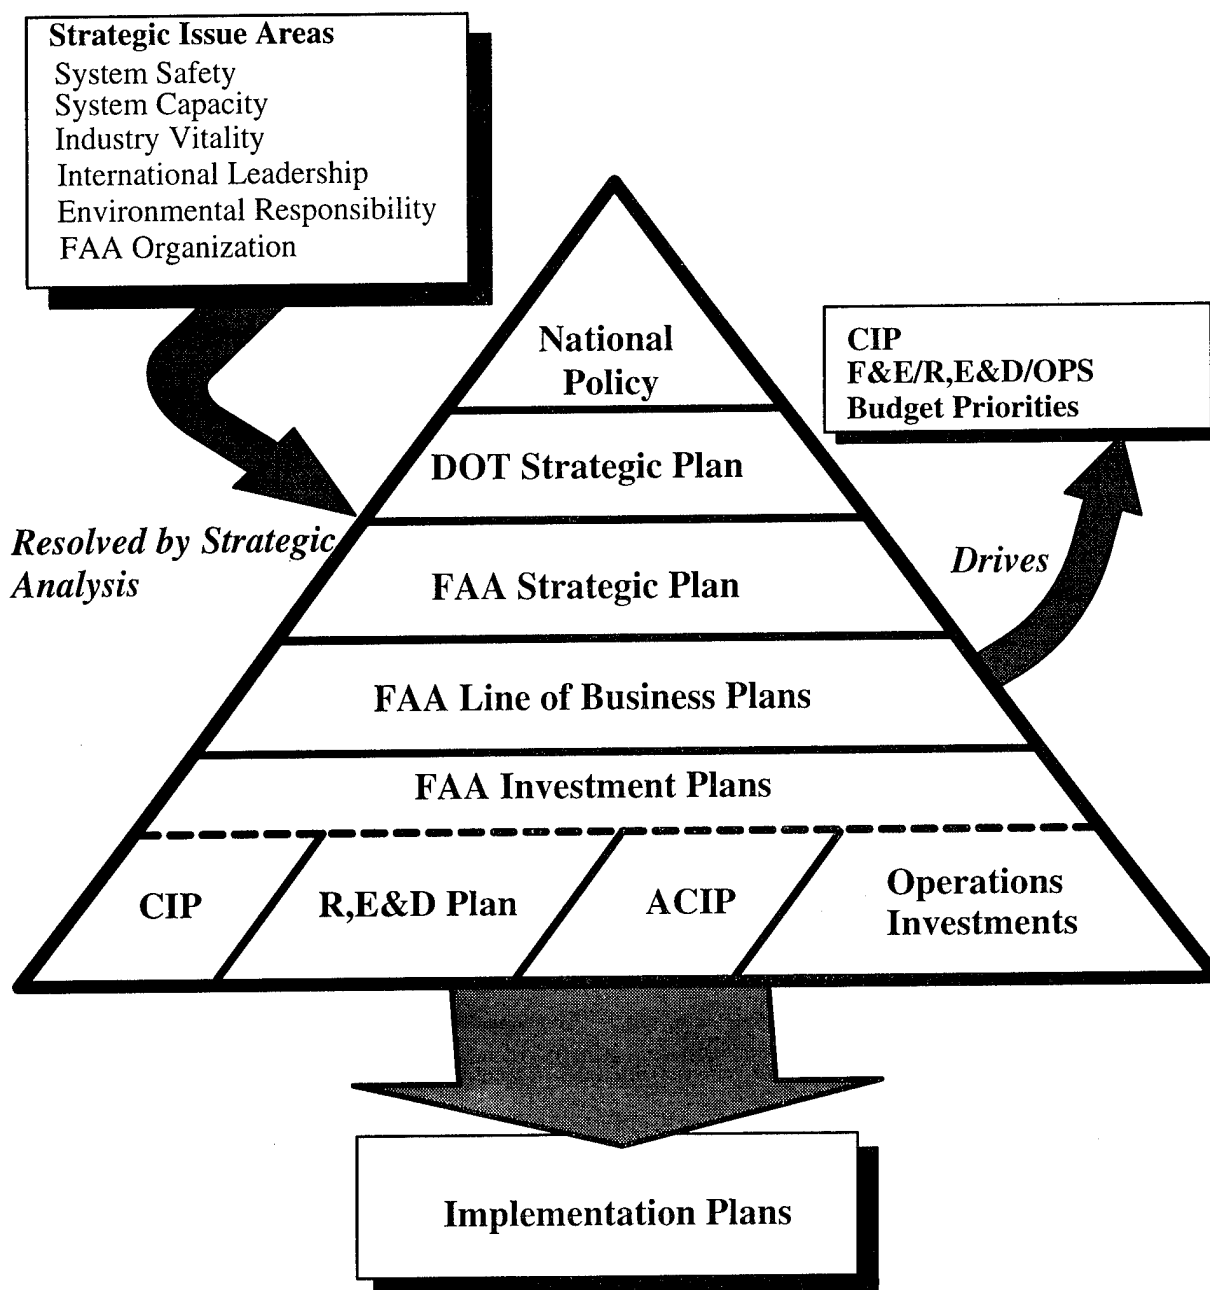 Strategic Issue Areas
System Safety
System Capacity
Industry Vitality
International Leadership
Environmental Responsibility
FAA Organization
National
Policy
CIP
F&E/R,E&D/OPS
Budget Priorities
DOT Strategic Plan
Resolved by Strategic
Analysis
Drives
FAA Strategic Plan
FAA Line of Business Plans
FAA Investment Plans
CIP
R,E&D Plan
ACIP
Operations
Investments
Implementation Plans